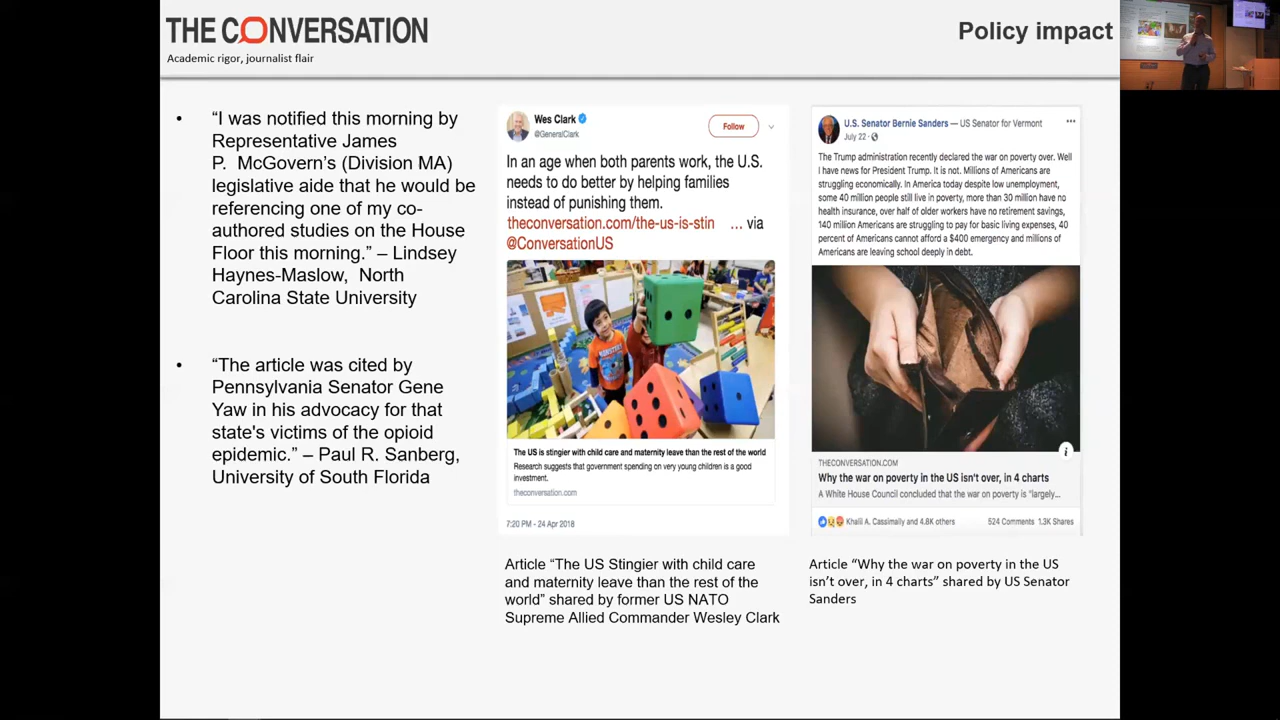 THE CONVERSATION
Academic rigor, journalist flair
Policy impact
• “I was notified this morning by
Representative James
P. McGovern’s (Division MA)
legislative aide that he would be
referencing one of my co-
authored studies on the House
Floor this morning.” – Lindsey
Haynes-Maslow, North
Carolina State University
• “The article was cited by
Pennsylvania Senator Gene
Yaw in his advocacy for that
state's victims of the opioid
epidemic.” – Paul R. Sanberg,
University of South Florida
Wes Clark
@GeneralClark
Follow
In an age when both parents work, the U.S.
needs to do better by helping families
instead of punishing them.
theconversation.com/the-us-is-stin ... via
@ConversationUS
MONSTERS
The US is stingier with child care and maternity leave than the rest of the world
Research suggests that government spending on very young children is a good
investment.
theconversation.com
7:20 PM - 24 Apr 2018
Article “The US Stingier with child care
and maternity leave than the rest of the
world” shared by former US NATO
Supreme Allied Commander Wesley Clark
U.S. Senator Bernie Sanders — US Senator for Vermont
July 22 ·
The Trump administration recently declared the war on poverty over. Well
I have news for President Trump. It is not. Millions of Americans are
struggling economically. In America today despite low unemployment,
some 40 million people still live in poverty, more than 30 million have no
health insurance, over half of older workers have no retirement savings,
140 million Americans are struggling to pay for basic living expenses, 40
percent of Americans cannot afford a $400 emergency and millions of
Americans are leaving school deeply in debt.
i
THECONVERSATION.COM
Why the war on poverty in the US isn't over, in 4 charts
A White House Council concluded that the war on poverty is "largely...
Khalil A. Cassimally and 4.8K others
524 Comments 1.3K Shares
Article “Why the war on poverty in the US
isn’t over, in 4 charts” shared by US Senator
Sanders